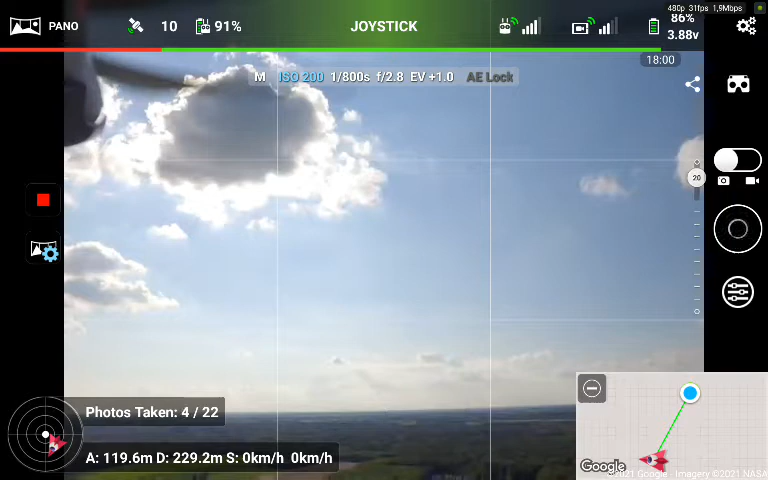 480p 31fps 1,9Mbps
PANO 10 91% JOYSTICK 86%
3.88v
18:00
M ISO 200 1/800s f/2.8 EV +1.0 AE Lock
20
Photos Taken: 4 / 22
A: 119.6m D: 229.2m S: 0km/h 0km/h
Google
©2021 Google - Imagery ©2021 NASA